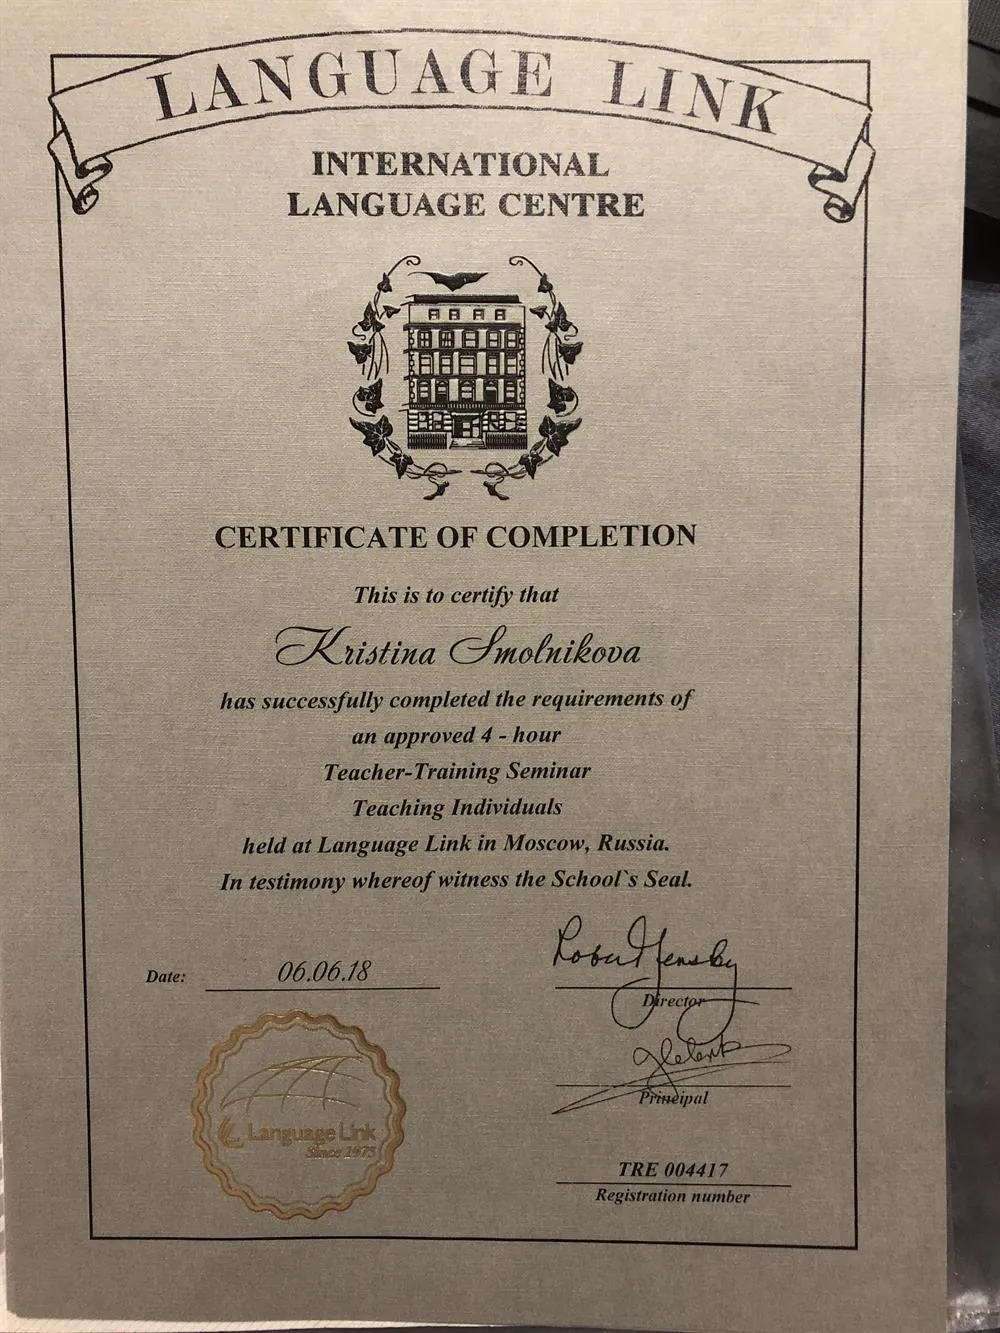 LANGUAGE LINK
INTERNATIONAL
LANGUAGE CENTRE
CERTIFICATE OF COMPLETION
This is to certify that
Kristina Smolnikova
has successfully completed the requirements of
an approved 4 - hour
Teacher-Training Seminar
Teaching Individuals
held at Language Link in Moscow, Russia.
In testimony whereof witness the School`s Seal.
Date: 06.06.18
Director
Principal
Language Link
Since 1975
TRE 004417
Registration number